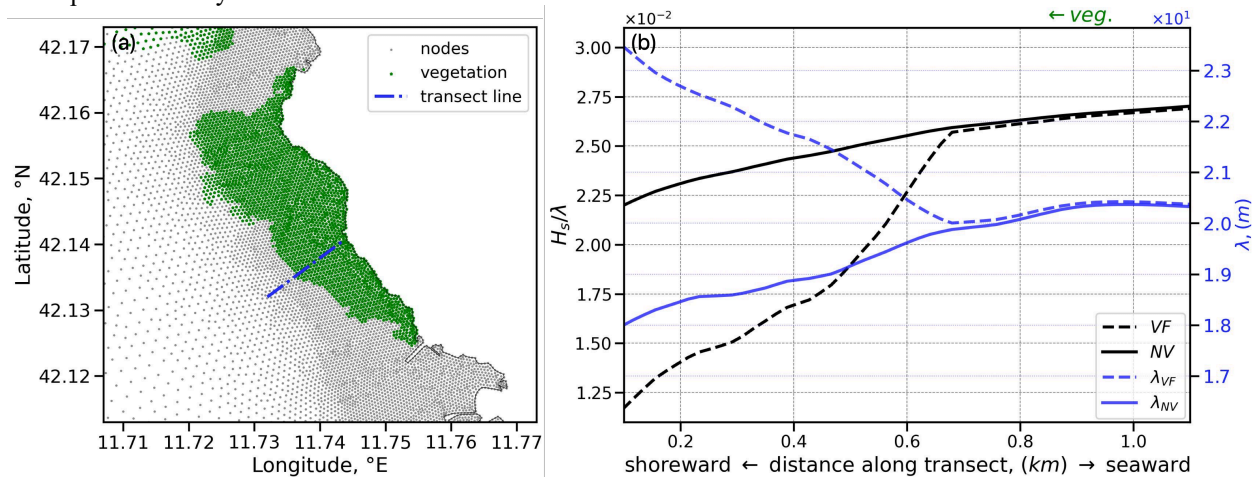 (a)
nodes
vegetation
transect line
42.17
42.16
42.15
42.14
42.13
42.12
Latitude, °N
11.71 11.72 11.73 11.74 11.75 11.76 11.77
Longitude, °E
×10⁻²
← veg.
×10¹
(b)
3.00
2.75
2.50
2.25
2.00
1.75
1.50
1.25
Hₛ/λ
2.3
2.2
2.1
2.0
1.9
1.8
1.7
λ, (m)
VF
NV
λVF
λNV
0.2 0.4 0.6 0.8 1.0
shoreward ← distance along transect, (km) → seaward